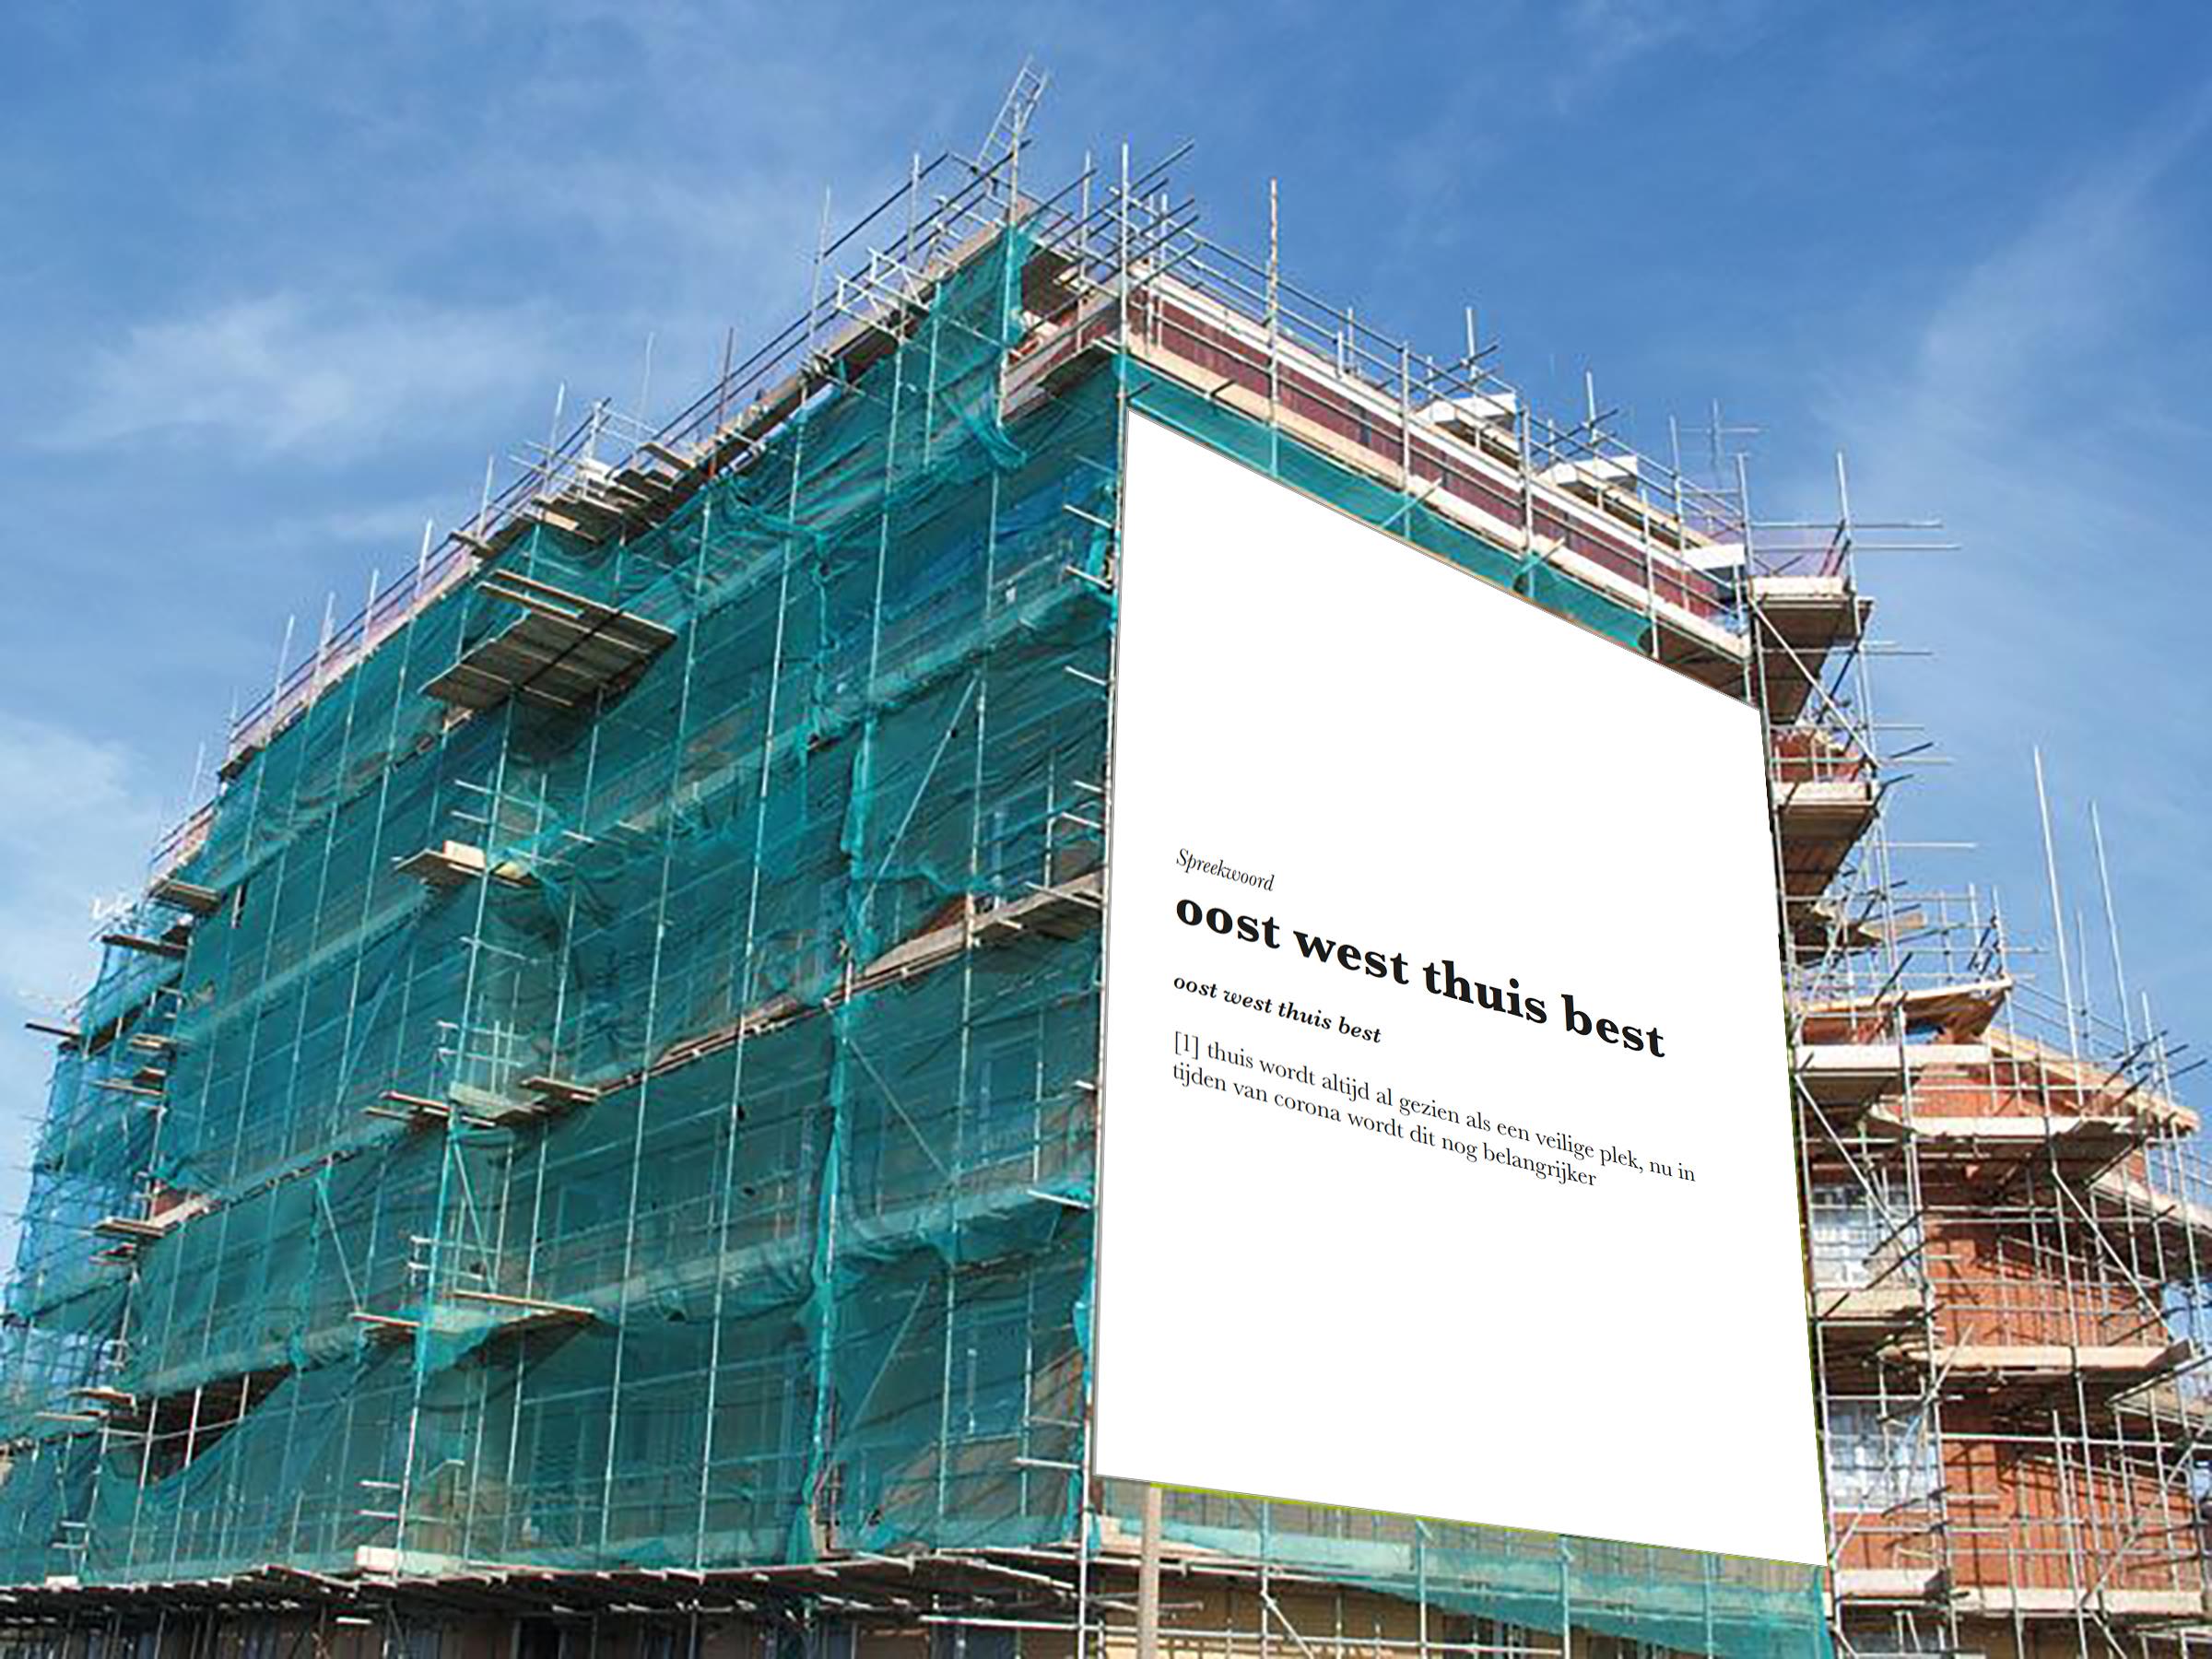 Spreekwoord
oost west thuis best
oost west thuis best
[1] thuis wordt altijd al gezien als een veilige plek, nu in
tijden van corona wordt dit nog belangrijker